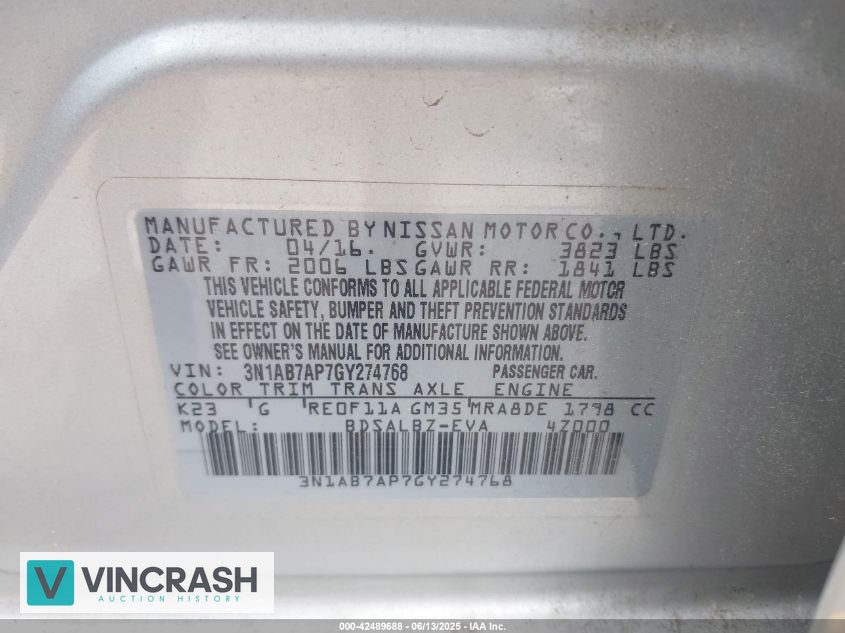 MANUFACTURED BY NISSAN MOTOR CO., LTD.
DATE: 04/16. GVWR: 3823 LBS
GAWR FR: 2006 LBS GAWR RR: 1841 LBS
THIS VEHICLE CONFORMS TO ALL APPLICABLE FEDERAL MOTOR
VEHICLE SAFETY, BUMPER AND THEFT PREVENTION STANDARDS
IN EFFECT ON THE DATE OF MANUFACTURE SHOWN ABOVE.
SEE OWNER'S MANUAL FOR ADDITIONAL INFORMATION.
VIN: 3N1AB7AP7GY274768 PASSENGER CAR.
COLOR TRIM TRANS AXLE ENGINE
K23 G RE0F11A GM35 MRA8DE 1798 CC
MODEL: BDSALBZ-EVA 4Z000
3N1AB7AP7GY274768
V VINCRASH
AUCTION HISTORY
000-42489688 - 06/13/2025 - IAA Inc.